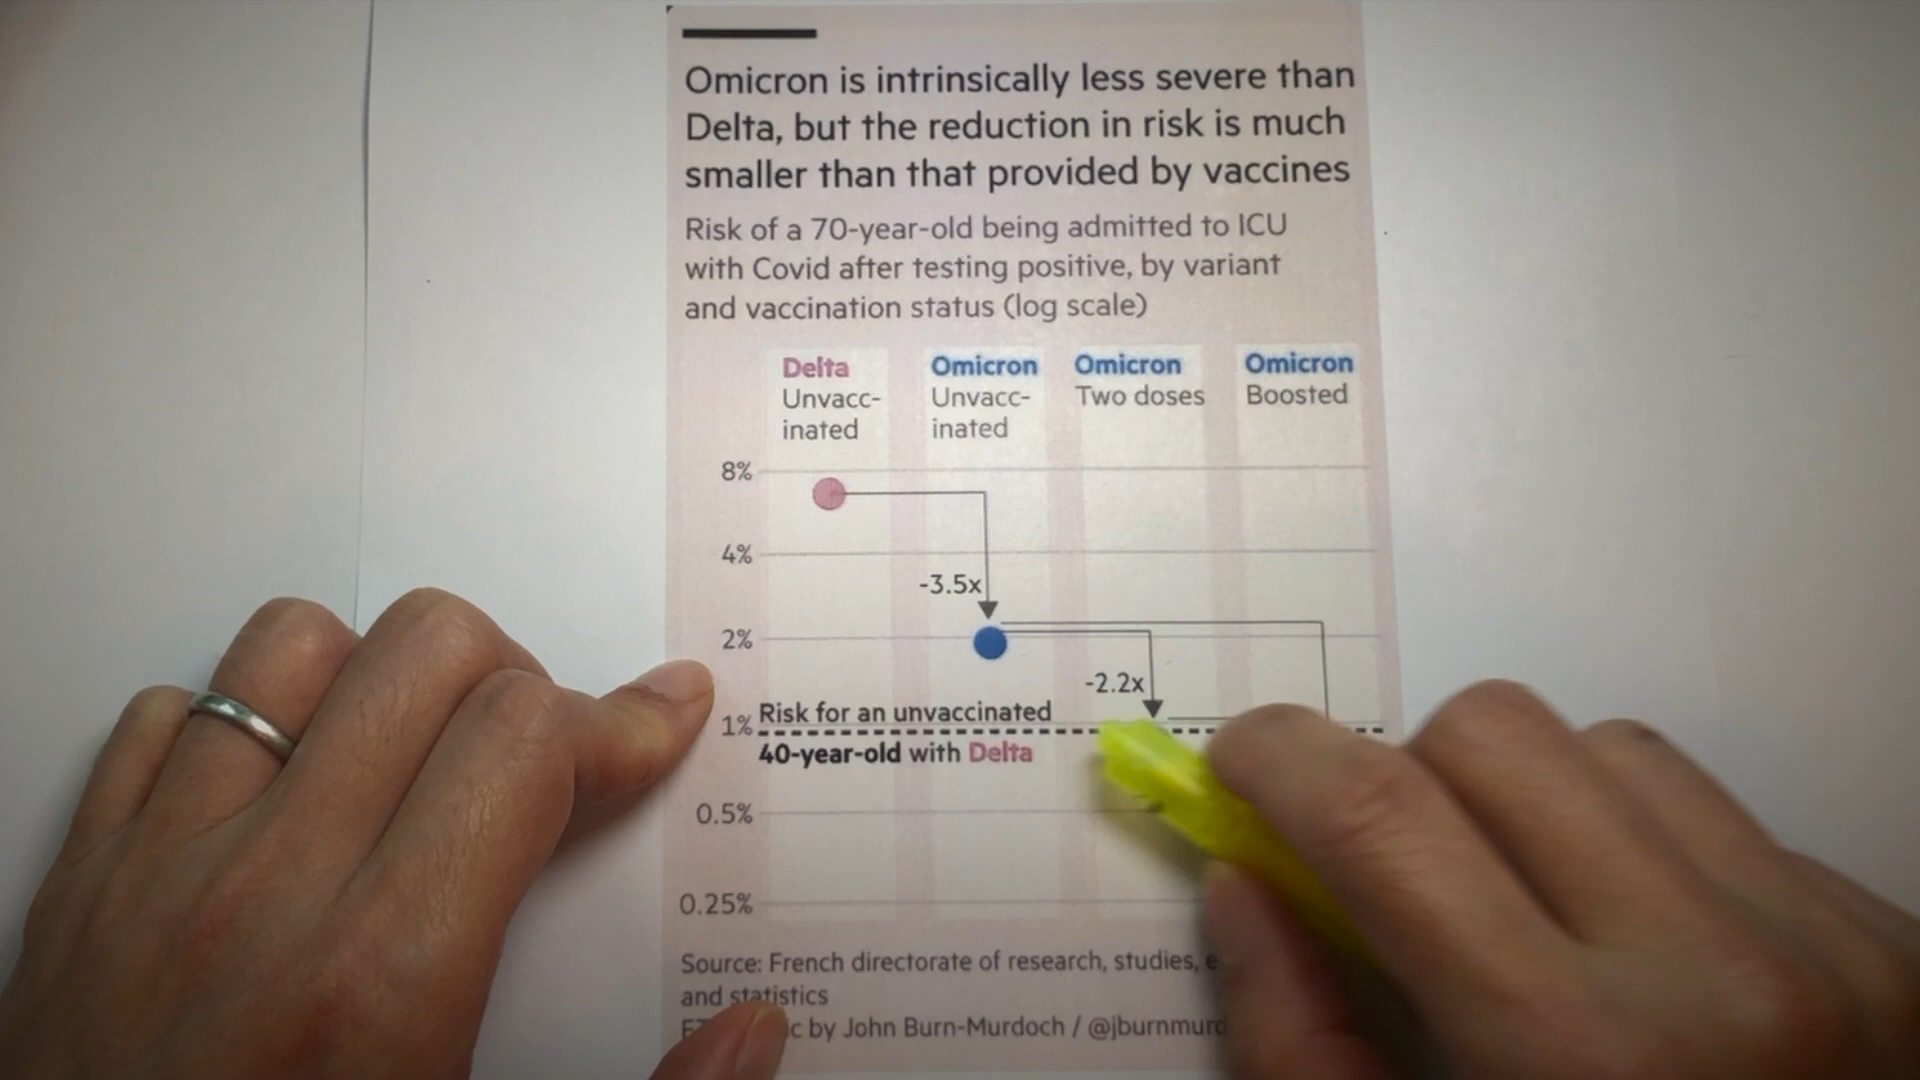 Omicron is intrinsically less severe than
Delta, but the reduction in risk is much
smaller than that provided by vaccines
Risk of a 70-year-old being admitted to ICU
with Covid after testing positive, by variant
and vaccination status (log scale)
Delta Omicron Omicron Omicron
Unvacc- Unvacc- Two doses Boosted
inated inated
8%
4%
-3.5x
2%
-2.2x
Risk for an unvaccinated
1%
40-year-old with Delta
0.5%
0.25%
Source: French directorate of research, studies,
and statistics
by John Burn-Murdoch / @jburnmurd